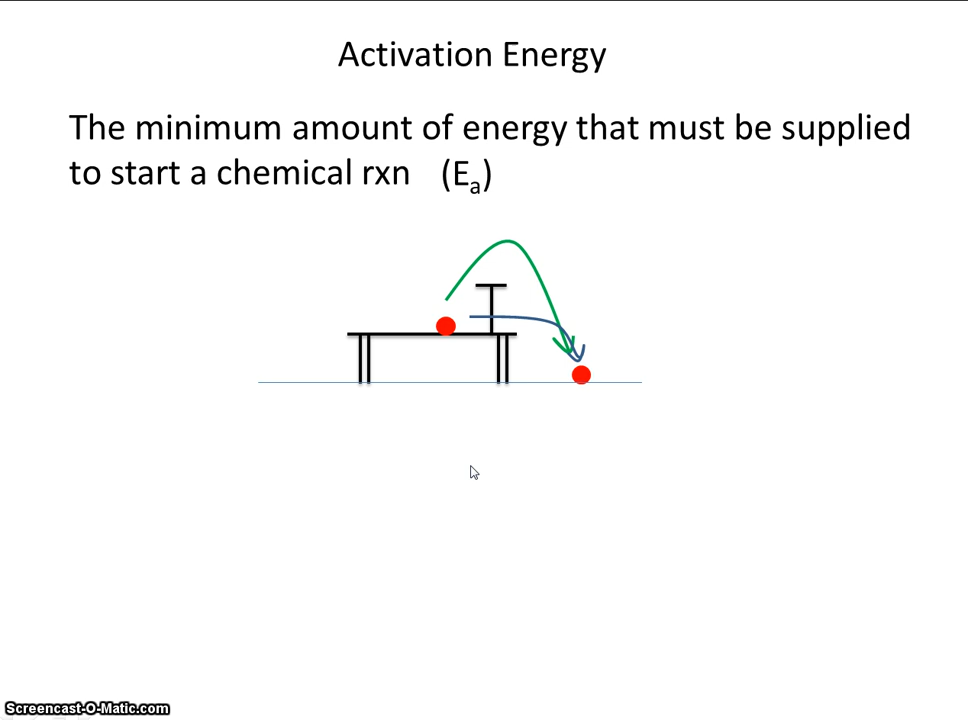 Activation Energy
The minimum amount of energy that must be supplied
to start a chemical rxn (Ea)
Screencast-O-Matic.com